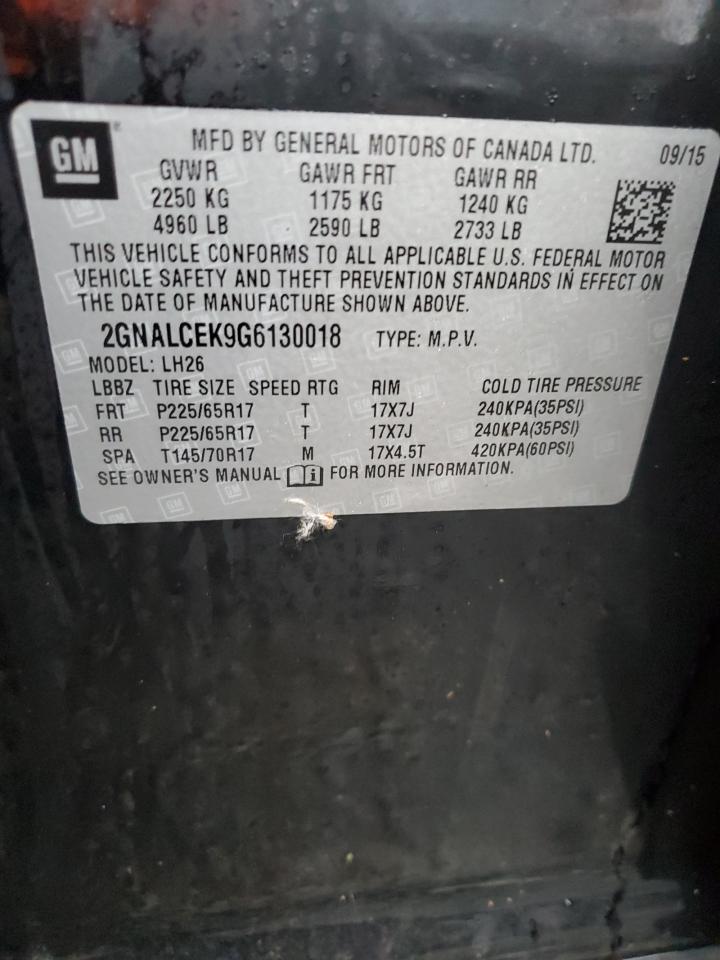 GM
MFD BY GENERAL MOTORS OF CANADA LTD. 09/15
GVWR GAWR FRT GAWR RR
2250 KG 1175 KG 1240 KG
4960 LB 2590 LB 2733 LB
THIS VEHICLE CONFORMS TO ALL APPLICABLE U.S. FEDERAL MOTOR
VEHICLE SAFETY AND THEFT PREVENTION STANDARDS IN EFFECT ON
THE DATE OF MANUFACTURE SHOWN ABOVE.
2GNALCEK9G6130018 TYPE: M.P.V.
MODEL: LH26
LBBZ TIRE SIZE SPEED RTG RIM COLD TIRE PRESSURE
FRT P225/65R17 T 17X7J 240KPA(35PSI)
RR P225/65R17 T 17X7J 240KPA(35PSI)
SPA T145/70R17 M 17X4.5T 420KPA(60PSI)
SEE OWNER'S MANUAL i FOR MORE INFORMATION.